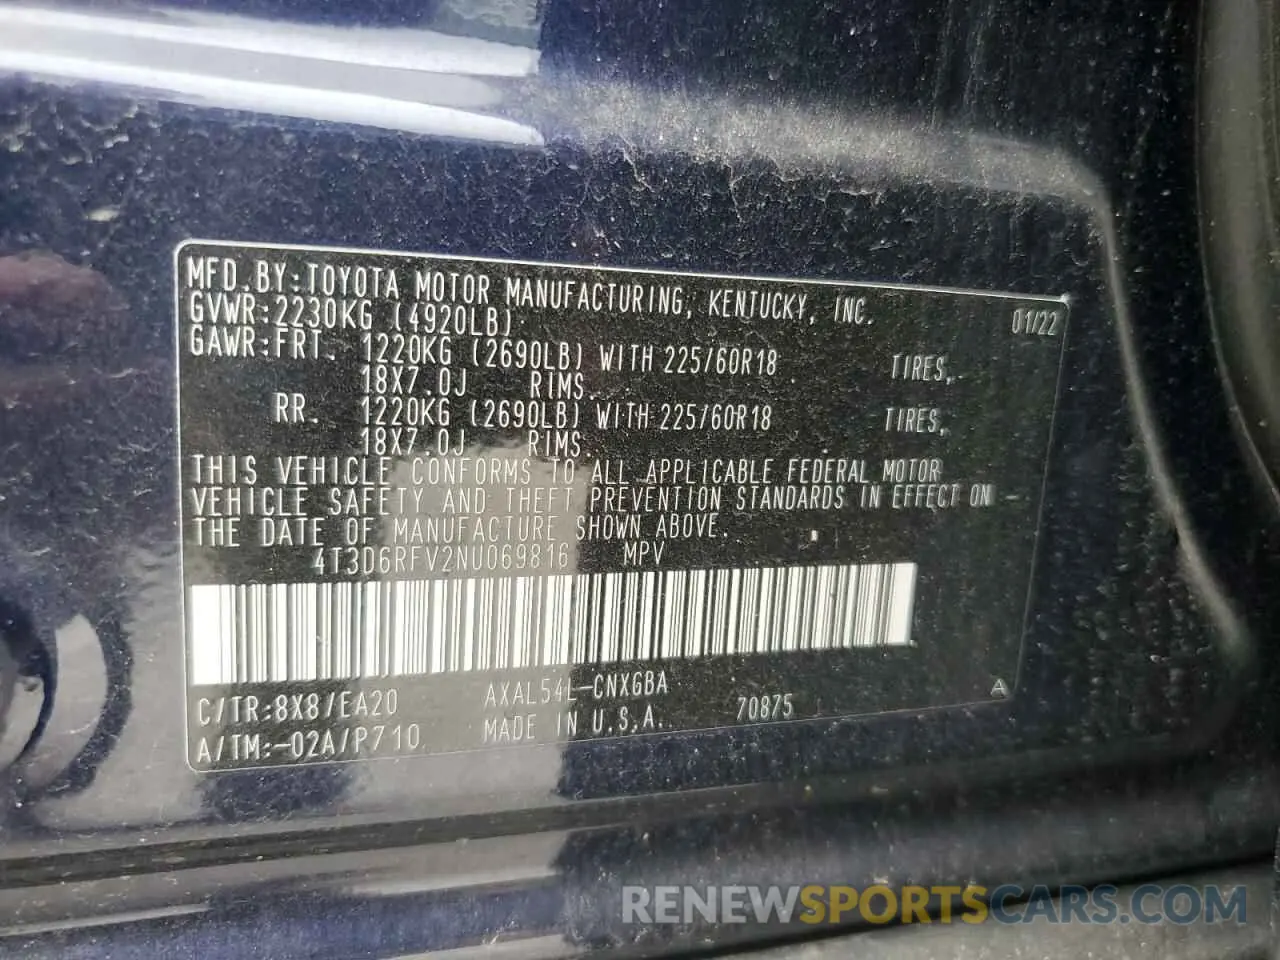 MFD.BY:TOYOTA MOTOR MANUFACTURING, KENTUCKY, INC. 01/22
GVWR:2230KG (4920LB)
GAWR:FRT. 1220KG (2690LB) WITH 225/60R18 TIRES,
18X7.0J RIMS.
RR. 1220KG (2690LB) WITH 225/60R18 TIRES,
18X7.0J RIMS.
THIS VEHICLE CONFORMS TO ALL APPLICABLE FEDERAL MOTOR
VEHICLE SAFETY AND THEFT PREVENTION STANDARDS IN EFFECT ON
THE DATE OF MANUFACTURE SHOWN ABOVE.
4T3D6RFV2NU069816 MPV
C/TR:8X8/EA20 AXAL54L-CNXGBA A
A/TM:-02A/P710 MADE IN U.S.A. 70875
RENEWSPORTSCARS.COM